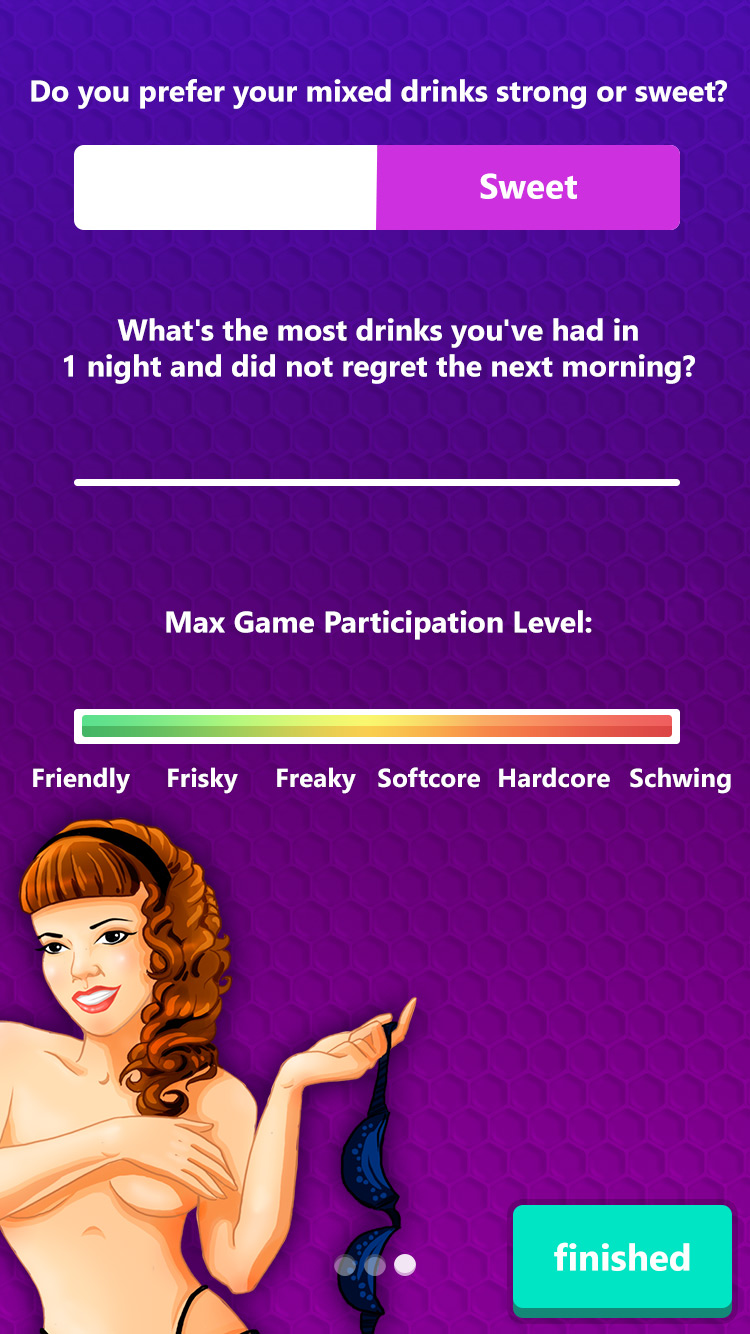 Do you prefer your mixed drinks strong or sweet?
Sweet
What's the most drinks you've had in
1 night and did not regret the next morning?
Max Game Participation Level:
Friendly Frisky Freaky Softcore Hardcore Schwing
finished